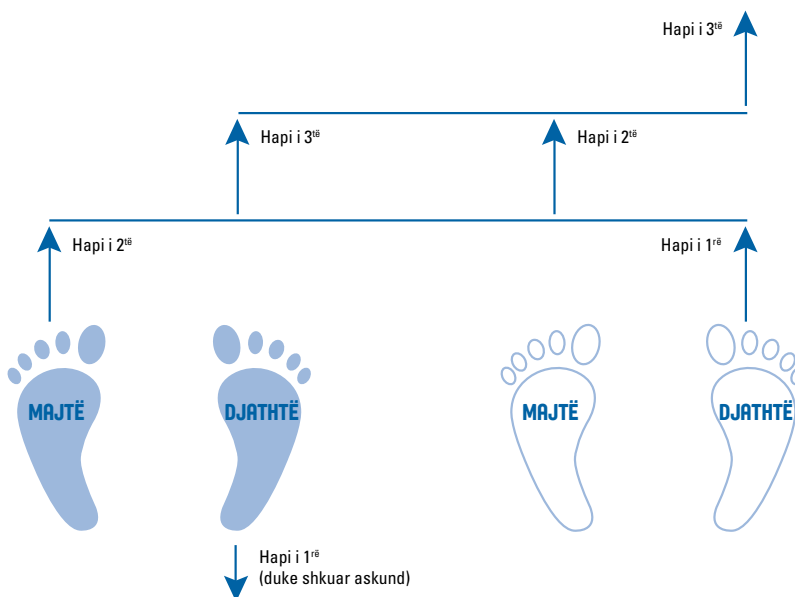 Hapi i 3të
Hapi i 3të
Hapi i 2të
Hapi i 2të
Hapi i 1rë
MAJTË
DJATHTË
MAJTË
DJATHTË
Hapi i 1rë
(duke shkuar askund)